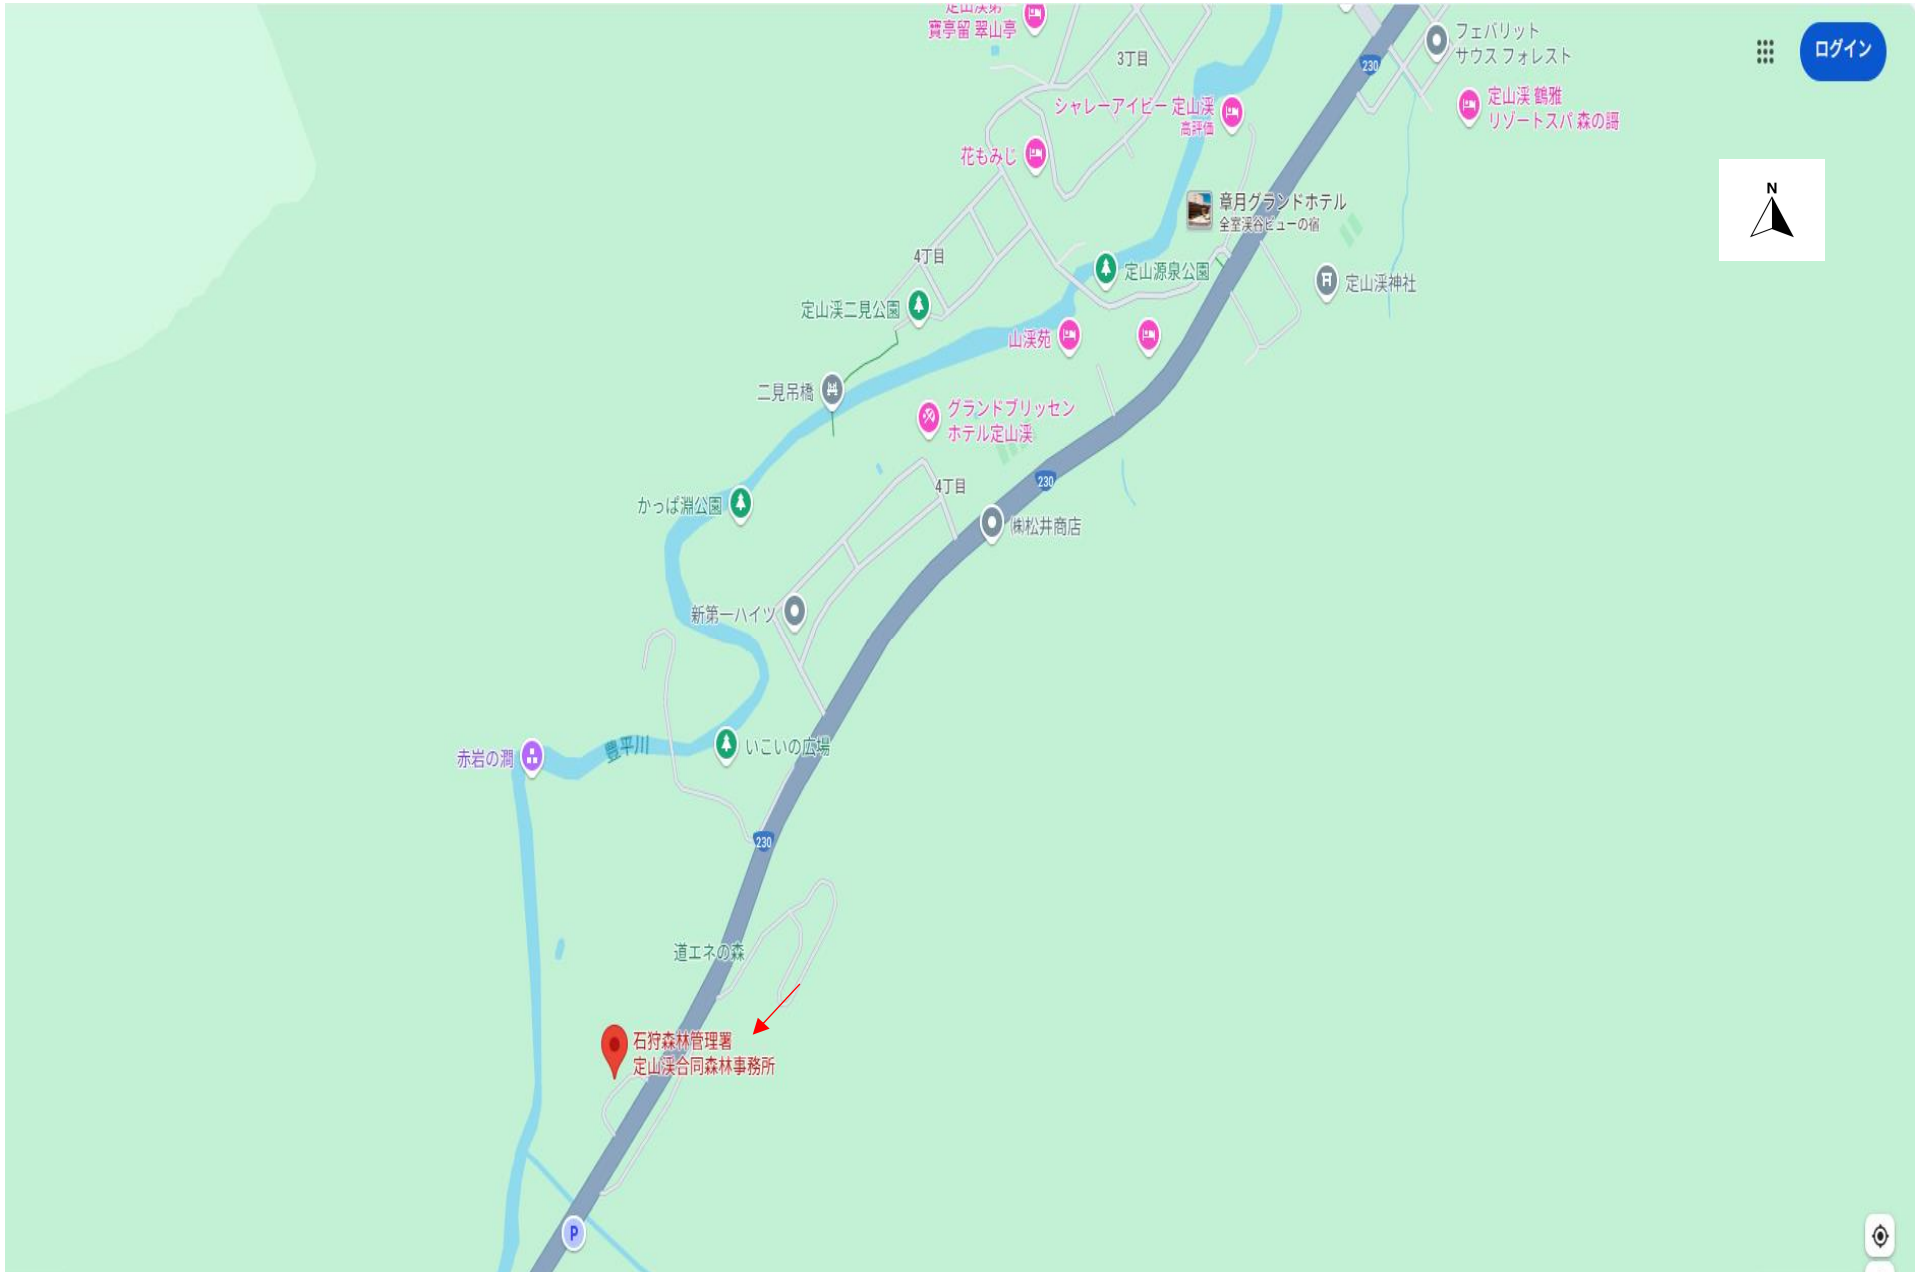 定山渓第一
寶亭留 翠山亭
フェバリット
サウス フォレスト
ログイン
230
3丁目
シャレーアイビー 定山渓
高評価
定山渓 鶴雅
リゾートスパ 森の謌
花もみじ
N
章月グランドホテル
全室渓谷ビューの宿
4丁目
定山源泉公園
定山渓神社
定山渓二見公園
山渓苑
二見吊橋
グランドブリッセン
ホテル定山渓
230
4丁目
かっぱ淵公園
㈱松井商店
新第一ハイツ
豊平川
いこいの広場
赤岩の澗
230
道エネの森
石狩森林管理署
定山渓合同森林事務所
P